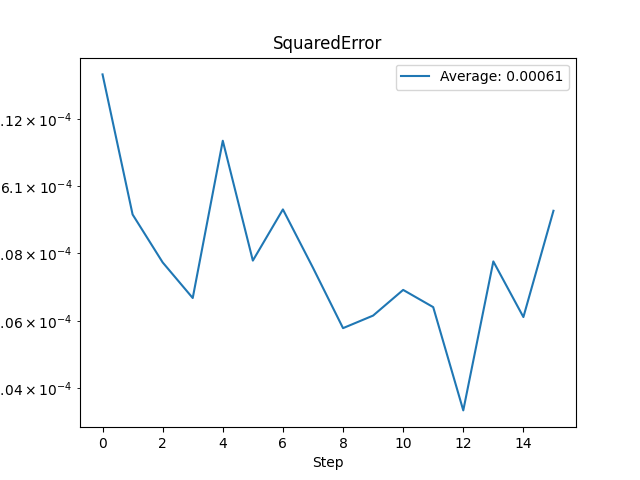 SquaredError
Average: 0.00061
.12 × 10⁻⁴
6.1 × 10⁻⁴
.08 × 10⁻⁴
.06 × 10⁻⁴
.04 × 10⁻⁴
0 2 4 6 8 10 12 14
Step